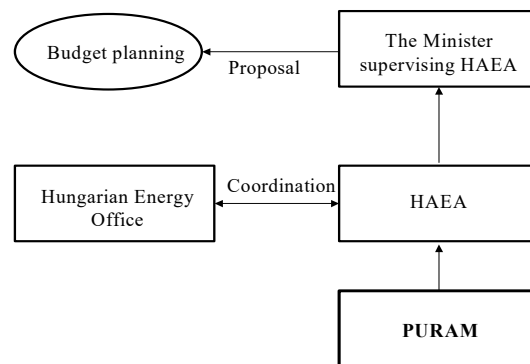 Budget planning
Proposal
The Minister
supervising HAEA
Hungarian Energy
Office
Coordination
HAEA
PURAM